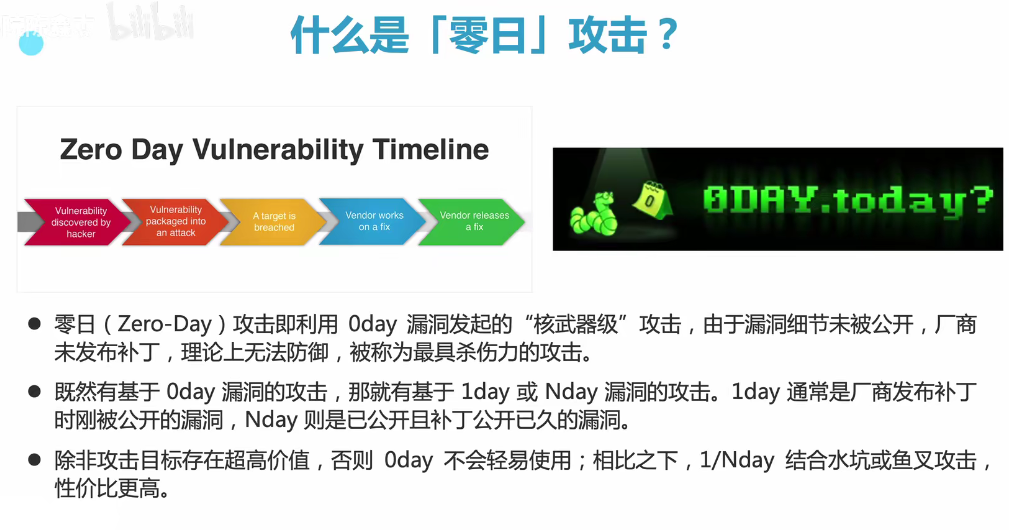 bilibili
什么是「零日」攻击？
Zero Day Vulnerability Timeline
Vulnerability
discovered by
hacker
Vulnerability
packaged into
an attack
A target is
breached
Vendor works
on a fix
Vendor releases
a fix
0
0DAY.today?
● 零日（Zero-Day）攻击即利用 0day 漏洞发起的“核武器级”攻击，由于漏洞细节未被公开，厂商
未发布补丁，理论上无法防御，被称为最具杀伤力的攻击。
● 既然有基于 0day 漏洞的攻击，那就有基于 1day 或 Nday 漏洞的攻击。1day 通常是厂商发布补丁
时刚被公开的漏洞，Nday 则是已公开且补丁公开已久的漏洞。
● 除非攻击目标存在超高价值，否则 0day 不会轻易使用；相比之下，1/Nday 结合水坑或鱼叉攻击，
性价比更高。